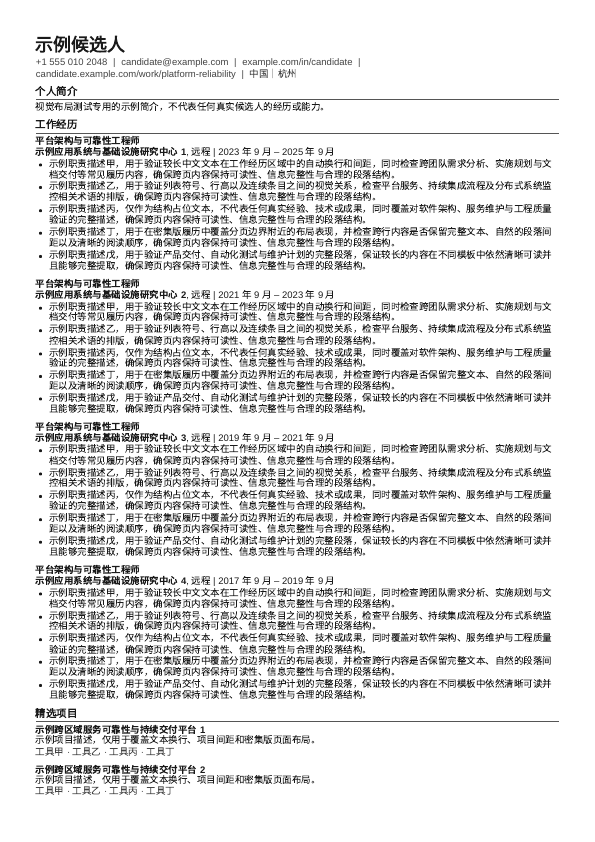 示例候选人
+1 555 010 2048 | candidate@example.com | example.com/in/candidate |
candidate.example.com/work/platform-reliability | 中国｜杭州
个人简介
视觉布局测试专用的示例简介，不代表任何真实候选人的经历或能力。
工作经历
平台架构与可靠性工程师
示例应用系统与基础设施研究中心 1, 远程 | 2023 年 9 月 – 2025 年 9 月
• 示例职责描述甲，用于验证较长中文文本在工作经历区域中的自动换行和间距，同时检查跨团队需求分析、实施规划与文
档交付等常见履历内容，确保跨页内容保持可读性、信息完整性与合理的段落结构。
• 示例职责描述乙，用于验证列表符号、行高以及连续条目之间的视觉关系，检查平台服务、持续集成流程及分布式系统监
控相关术语的排版，确保跨页内容保持可读性、信息完整性与合理的段落结构。
• 示例职责描述丙，仅作为结构占位文本，不代表任何真实经验、技术或成果，同时覆盖对软件架构、服务维护与工程质量
验证的完整描述，确保跨页内容保持可读性、信息完整性与合理的段落结构。
• 示例职责描述丁，用于在密集版履历中覆盖分页边界附近的布局表现，并检查跨行内容是否保留完整文本、自然的段落间
距以及清晰的阅读顺序，确保跨页内容保持可读性、信息完整性与合理的段落结构。
• 示例职责描述戊，用于验证产品交付、自动化测试与维护计划的完整段落，保证较长的内容在不同模板中依然清晰可读并
且能够完整提取，确保跨页内容保持可读性、信息完整性与合理的段落结构。
平台架构与可靠性工程师
示例应用系统与基础设施研究中心 2, 远程 | 2021 年 9 月 – 2023 年 9 月
• 示例职责描述甲，用于验证较长中文文本在工作经历区域中的自动换行和间距，同时检查跨团队需求分析、实施规划与文
档交付等常见履历内容，确保跨页内容保持可读性、信息完整性与合理的段落结构。
• 示例职责描述乙，用于验证列表符号、行高以及连续条目之间的视觉关系，检查平台服务、持续集成流程及分布式系统监
控相关术语的排版，确保跨页内容保持可读性、信息完整性与合理的段落结构。
• 示例职责描述丙，仅作为结构占位文本，不代表任何真实经验、技术或成果，同时覆盖对软件架构、服务维护与工程质量
验证的完整描述，确保跨页内容保持可读性、信息完整性与合理的段落结构。
• 示例职责描述丁，用于在密集版履历中覆盖分页边界附近的布局表现，并检查跨行内容是否保留完整文本、自然的段落间
距以及清晰的阅读顺序，确保跨页内容保持可读性、信息完整性与合理的段落结构。
• 示例职责描述戊，用于验证产品交付、自动化测试与维护计划的完整段落，保证较长的内容在不同模板中依然清晰可读并
且能够完整提取，确保跨页内容保持可读性、信息完整性与合理的段落结构。
平台架构与可靠性工程师
示例应用系统与基础设施研究中心 3, 远程 | 2019 年 9 月 – 2021 年 9 月
• 示例职责描述甲，用于验证较长中文文本在工作经历区域中的自动换行和间距，同时检查跨团队需求分析、实施规划与文
档交付等常见履历内容，确保跨页内容保持可读性、信息完整性与合理的段落结构。
• 示例职责描述乙，用于验证列表符号、行高以及连续条目之间的视觉关系，检查平台服务、持续集成流程及分布式系统监
控相关术语的排版，确保跨页内容保持可读性、信息完整性与合理的段落结构。
• 示例职责描述丙，仅作为结构占位文本，不代表任何真实经验、技术或成果，同时覆盖对软件架构、服务维护与工程质量
验证的完整描述，确保跨页内容保持可读性、信息完整性与合理的段落结构。
• 示例职责描述丁，用于在密集版履历中覆盖分页边界附近的布局表现，并检查跨行内容是否保留完整文本、自然的段落间
距以及清晰的阅读顺序，确保跨页内容保持可读性、信息完整性与合理的段落结构。
• 示例职责描述戊，用于验证产品交付、自动化测试与维护计划的完整段落，保证较长的内容在不同模板中依然清晰可读并
且能够完整提取，确保跨页内容保持可读性、信息完整性与合理的段落结构。
平台架构与可靠性工程师
示例应用系统与基础设施研究中心 4, 远程 | 2017 年 9 月 – 2019 年 9 月
• 示例职责描述甲，用于验证较长中文文本在工作经历区域中的自动换行和间距，同时检查跨团队需求分析、实施规划与文
档交付等常见履历内容，确保跨页内容保持可读性、信息完整性与合理的段落结构。
• 示例职责描述乙，用于验证列表符号、行高以及连续条目之间的视觉关系，检查平台服务、持续集成流程及分布式系统监
控相关术语的排版，确保跨页内容保持可读性、信息完整性与合理的段落结构。
• 示例职责描述丙，仅作为结构占位文本，不代表任何真实经验、技术或成果，同时覆盖对软件架构、服务维护与工程质量
验证的完整描述，确保跨页内容保持可读性、信息完整性与合理的段落结构。
• 示例职责描述丁，用于在密集版履历中覆盖分页边界附近的布局表现，并检查跨行内容是否保留完整文本、自然的段落间
距以及清晰的阅读顺序，确保跨页内容保持可读性、信息完整性与合理的段落结构。
• 示例职责描述戊，用于验证产品交付、自动化测试与维护计划的完整段落，保证较长的内容在不同模板中依然清晰可读并
且能够完整提取，确保跨页内容保持可读性、信息完整性与合理的段落结构。
精选项目
示例跨区域服务可靠性与持续交付平台 1
示例项目描述，仅用于覆盖文本换行、项目间距和密集版页面布局。
工具甲 · 工具乙 · 工具丙 · 工具丁
示例跨区域服务可靠性与持续交付平台 2
示例项目描述，仅用于覆盖文本换行、项目间距和密集版页面布局。
工具甲 · 工具乙 · 工具丙 · 工具丁